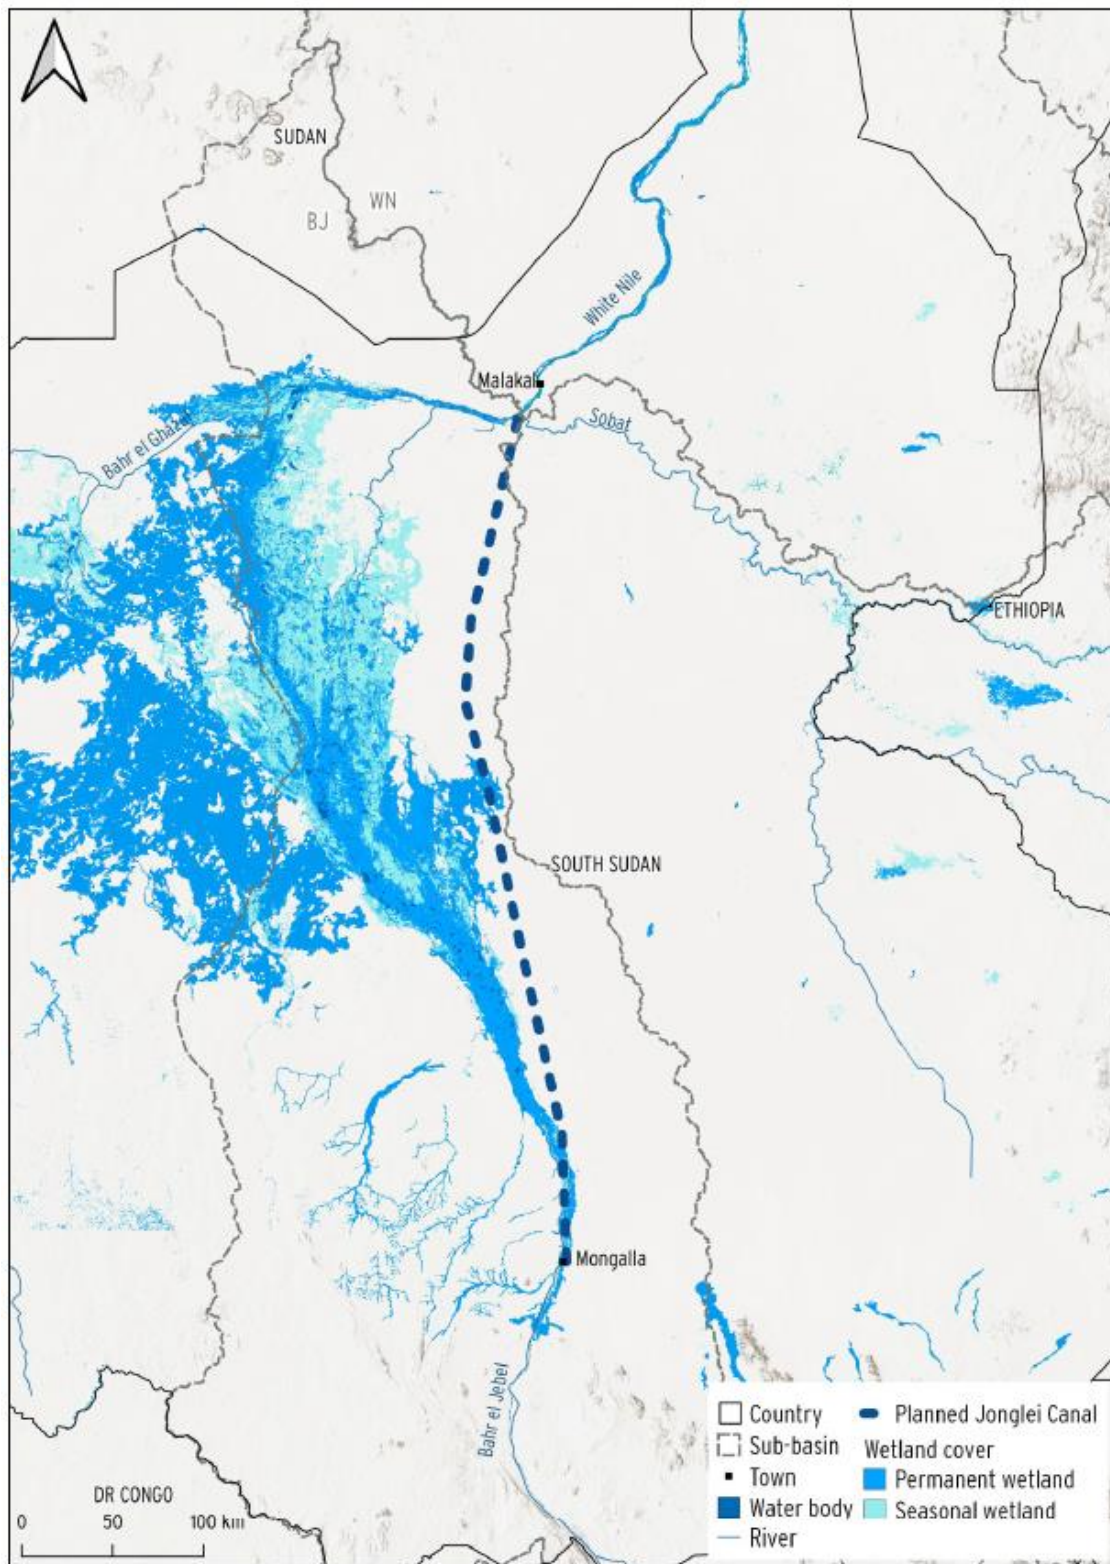 SUDAN
WN
BJ
White Nile
Malakal
Sobat
Bahr el Ghazal
ETHIOPIA
SOUTH SUDAN
Mongalla
Bahr el Jebel
DR CONGO
0 50 100 km
Country
Sub-basin
Town
Water body
River
Planned Jonglei Canal
Wetland cover
Permanent wetland
Seasonal wetland